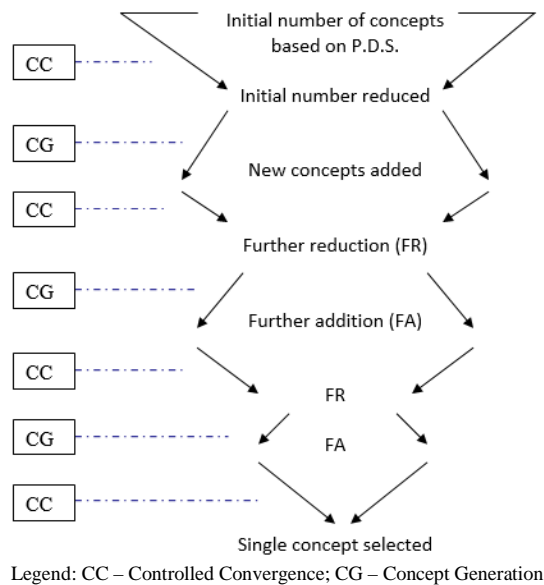 Initial number of concepts
based on P.D.S.
CC
Initial number reduced
CG
New concepts added
CC
Further reduction (FR)
CG
Further addition (FA)
CC
FR
CG
FA
CC
Single concept selected
Legend: CC – Controlled Convergence; CG – Concept Generation